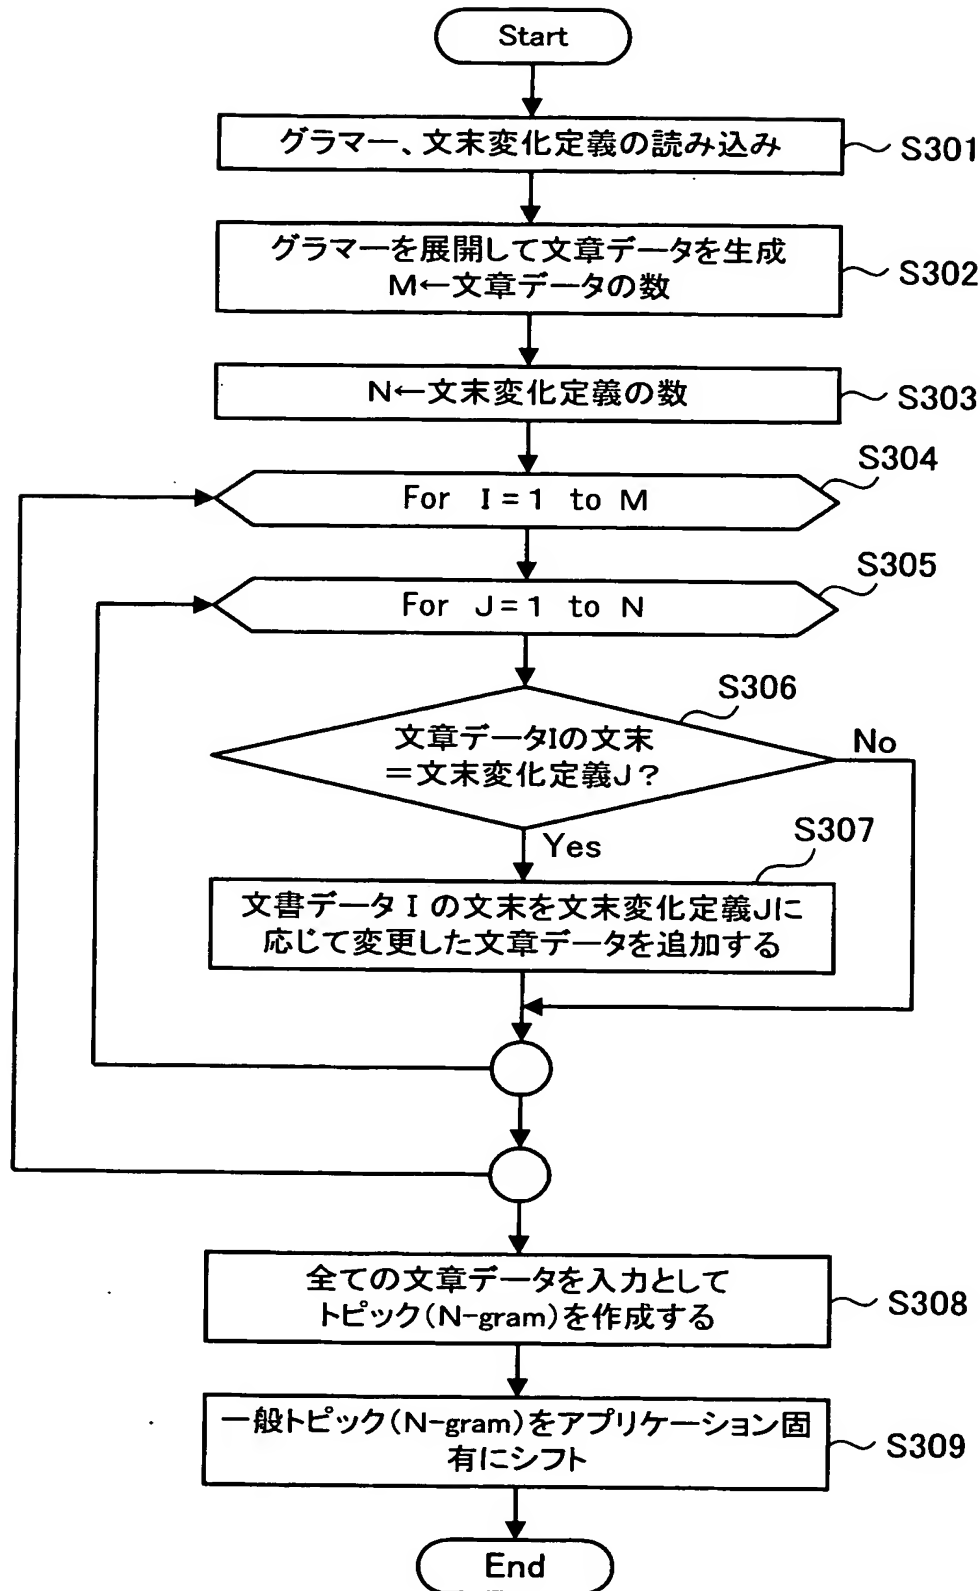 Start
グラマー、文末変化定義の読み込み
S301
グラマーを展開して文章データを生成
M←文章データの数
S302
N←文末変化定義の数
S303
S304
For I=1 to M
S305
For J=1 to N
S306
文章データIの文末
=文末変化定義J?
No
Yes
S307
文書データIの文末を文末変化定義Jに
応じて変更した文章データを追加する
全ての文章データを入力として
トピック(N-gram)を作成する
S308
一般トピック(N-gram)をアプリケーション固
有にシフト
S309
End